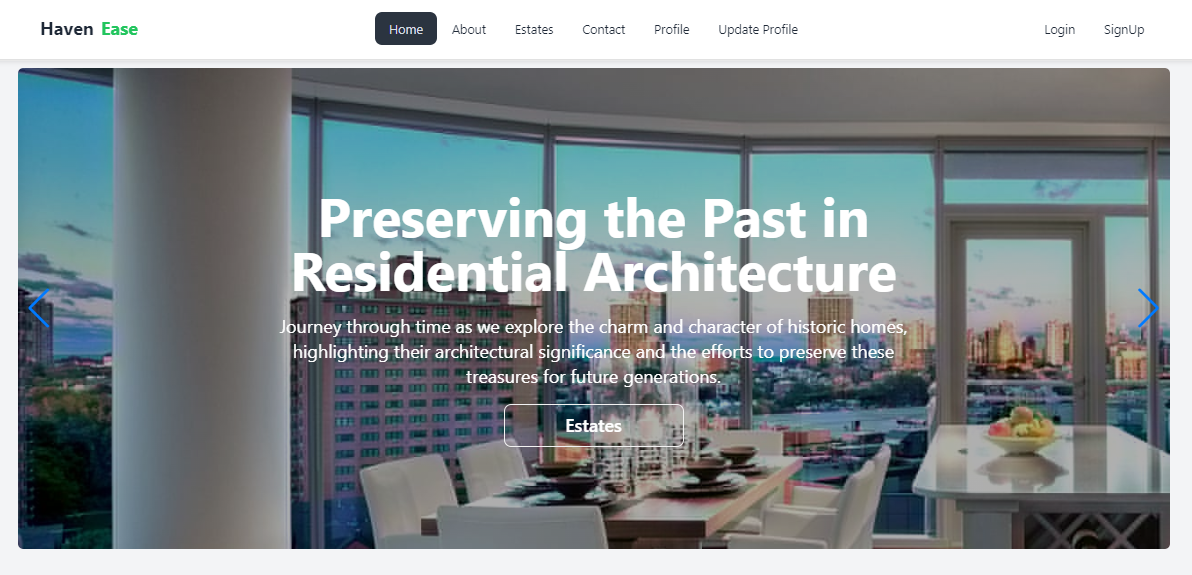 Haven Ease
Home About Estates Contact Profile Update Profile
Login SignUp
Preserving the Past in
Residential Architecture
Journey through time as we explore the charm and character of historic homes,
highlighting their architectural significance and the efforts to preserve these
treasures for future generations.
Estates